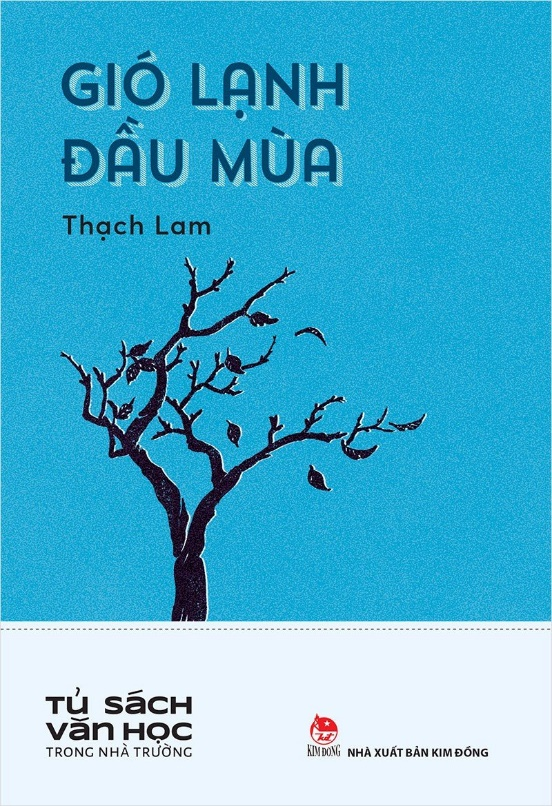 GIÓ LẠNH
ĐẦU MÙA
Thạch Lam
TỦ SÁCH
VĂN HỌC
TRONG NHÀ TRƯỜNG
KIM ĐỒNG
NHÀ XUẤT BẢN KIM ĐỒNG